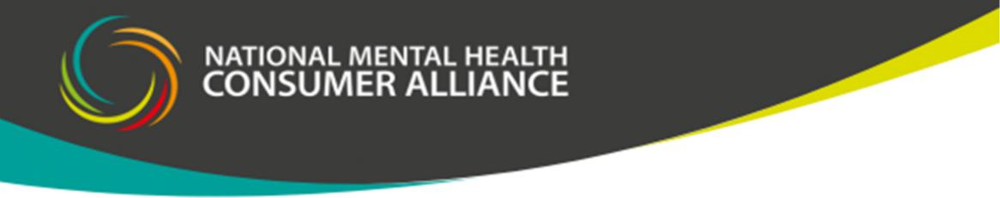 NATIONAL MENTAL HEALTH
CONSUMER ALLIANCE